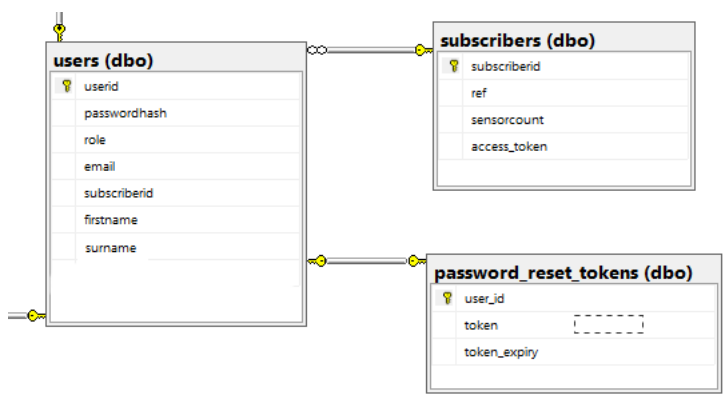 users (dbo)
userid
passwordhash
role
email
subscriberid
firstname
surname
subscribers (dbo)
subscriberid
ref
sensorcount
access_token
password_reset_tokens (dbo)
user_id
token
token_expiry